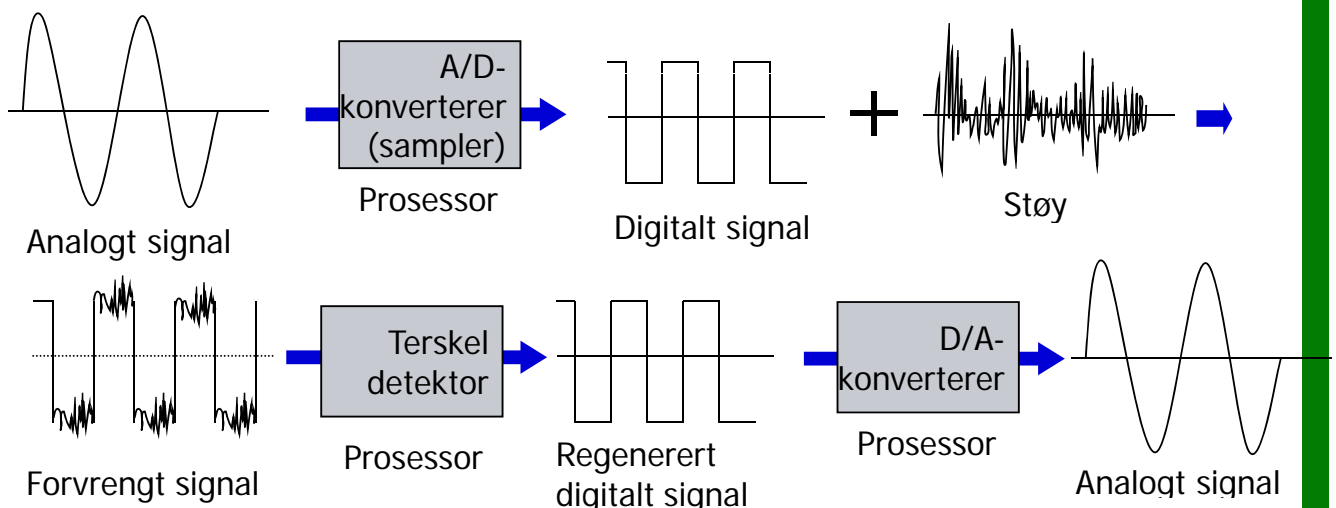 A/D-
konverterer
(sampler)
Prosessor
Analogt signal
Digitalt signal
+
Støy
Terskel
detektor
D/A-
konverterer
Forvrengt signal
Prosessor
Regenerert
digitalt signal
Prosessor
Analogt signal